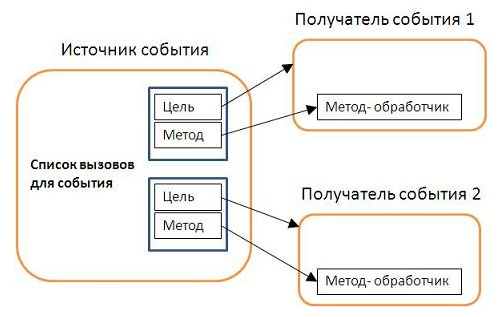 Получатель события 1
Источник события
Цель
Метод
Метод- обработчик
Список вызовов
для события
Цель
Метод
Получатель события 2
Метод- обработчик